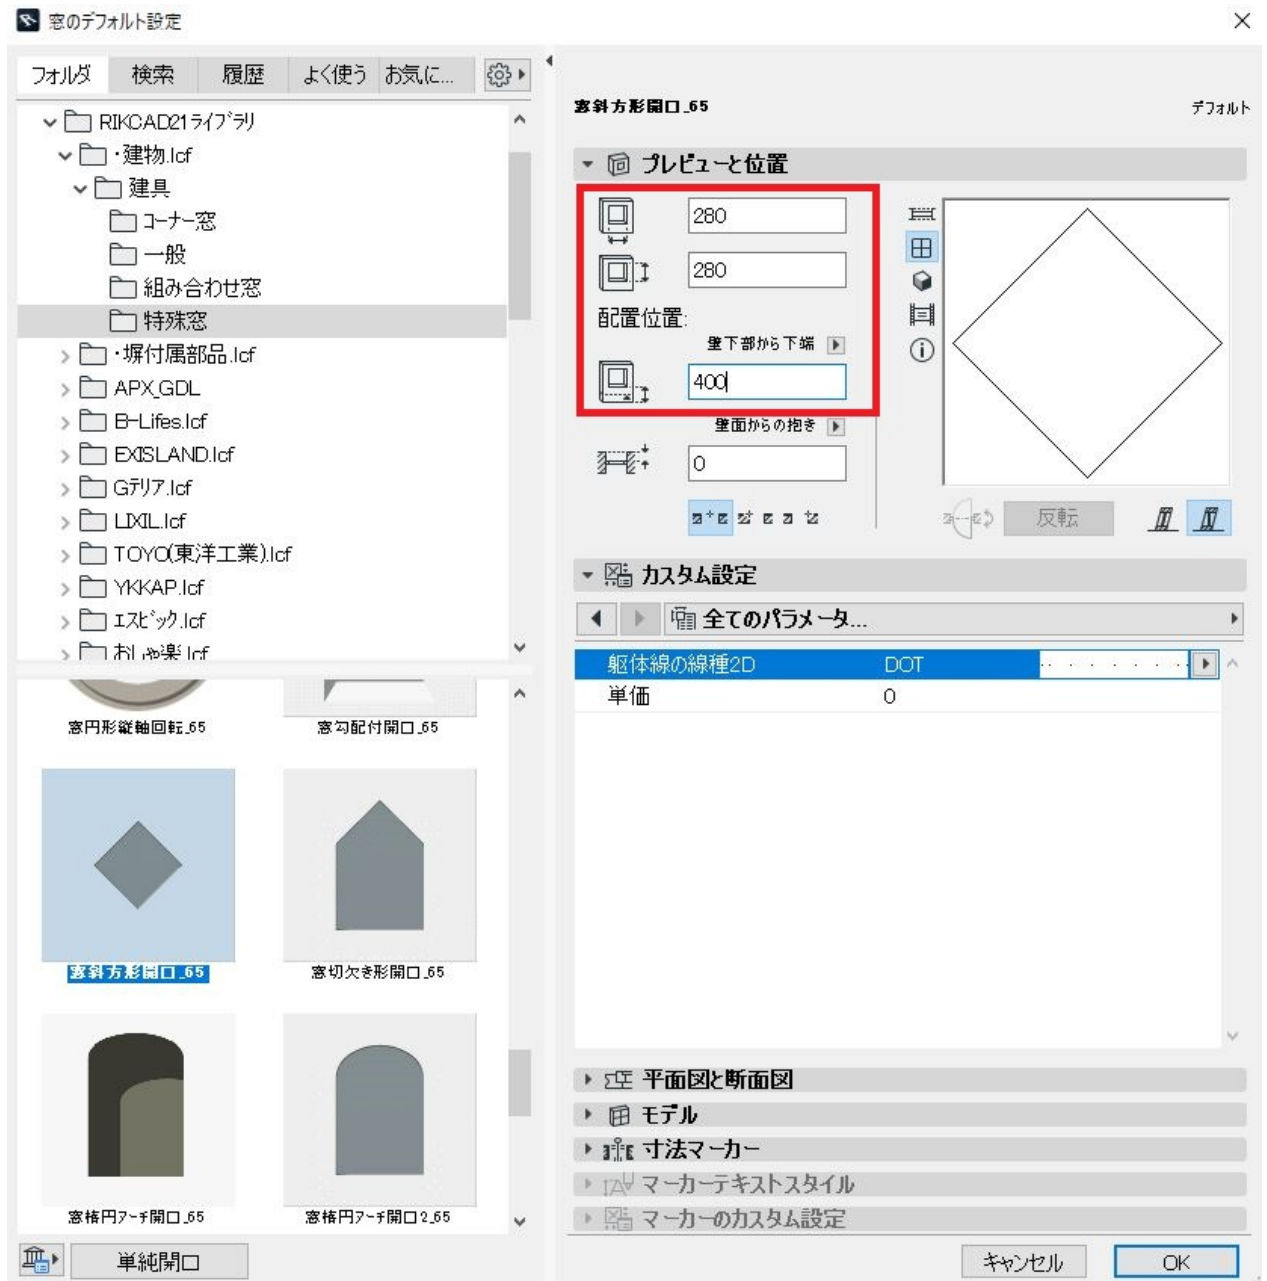 窓のデフォルト設定
フォルダ 検索 履歴 よく使う お気に...
RIKCAD21ライブラリ
・建物.lcf
建具
コーナー窓
一般
組み合わせ窓
特殊窓
・塀付属部品.lcf
APX_GDL
B-Lifes.lcf
EXISLAND.lcf
Gテリア.lcf
LIXIL.lcf
TOYO(東洋工業).lcf
YKKAP.lcf
エスビック.lcf
おしゃ楽.lcf
窓円形縦軸回転_65 窓勾配付開口_65
窓斜方形開口_65 窓切欠き形開口_65
窓楕円アーチ開口_65 窓楕円アーチ開口2_65
単純開口
窓斜方形開口_65 デフォルト
プレビューと位置
280
280
配置位置:
壁下部から下端
400
壁面からの抱き
0
反転
カスタム設定
全てのパラメータ...
躯体線の線種2D DOT
単価 0
平面図と断面図
モデル
寸法マーカー
マーカーテキストスタイル
マーカーのカスタム設定
キャンセル OK